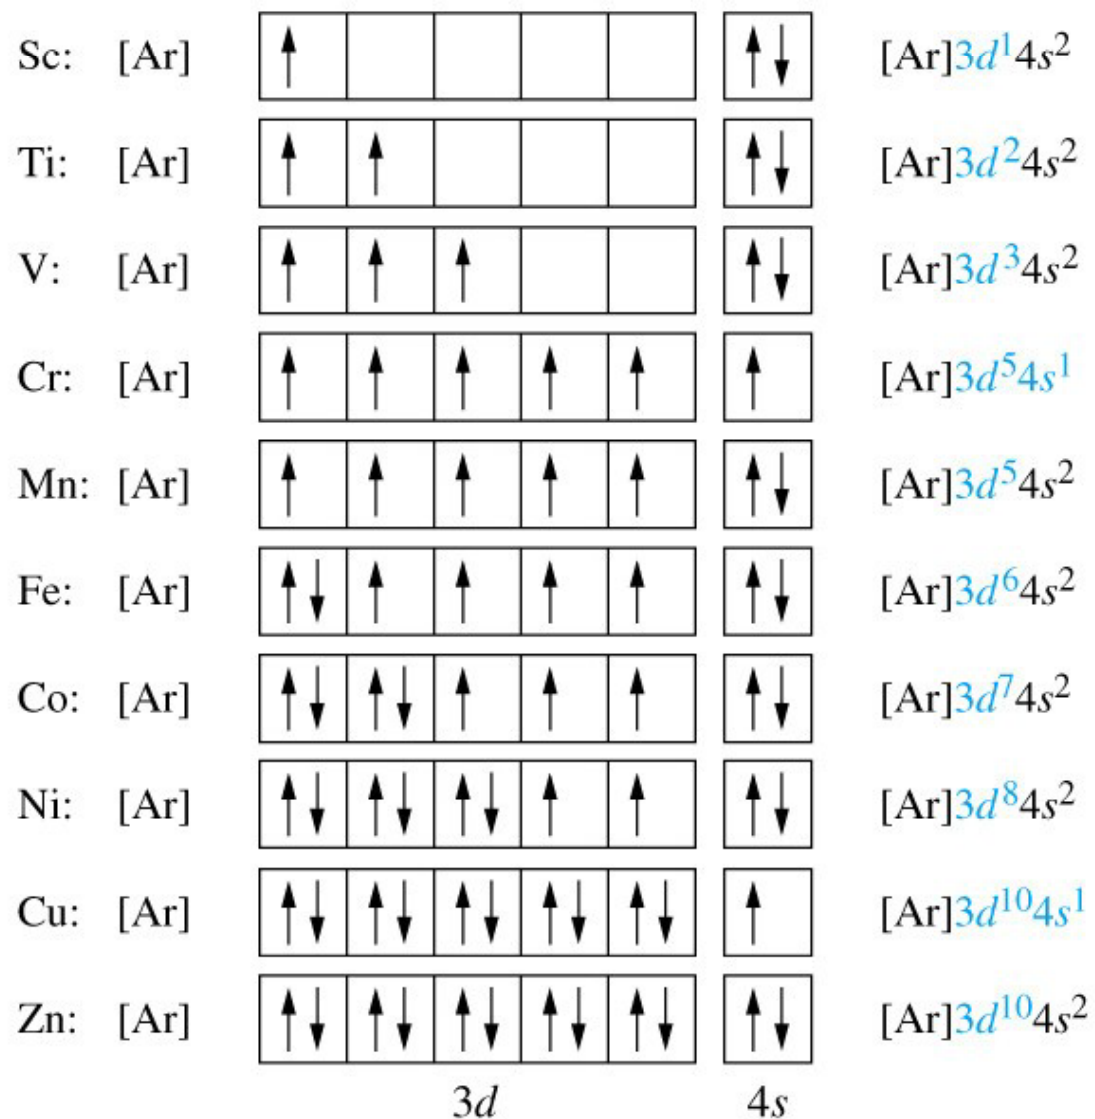 Sc: [Ar] [Ar]3d¹4s²
Ti: [Ar] [Ar]3d²4s²
V: [Ar] [Ar]3d³4s²
Cr: [Ar] [Ar]3d⁵4s¹
Mn: [Ar] [Ar]3d⁵4s²
Fe: [Ar] [Ar]3d⁶4s²
Co: [Ar] [Ar]3d⁷4s²
Ni: [Ar] [Ar]3d⁸4s²
Cu: [Ar] [Ar]3d¹⁰4s¹
Zn: [Ar] [Ar]3d¹⁰4s²
3d 4s